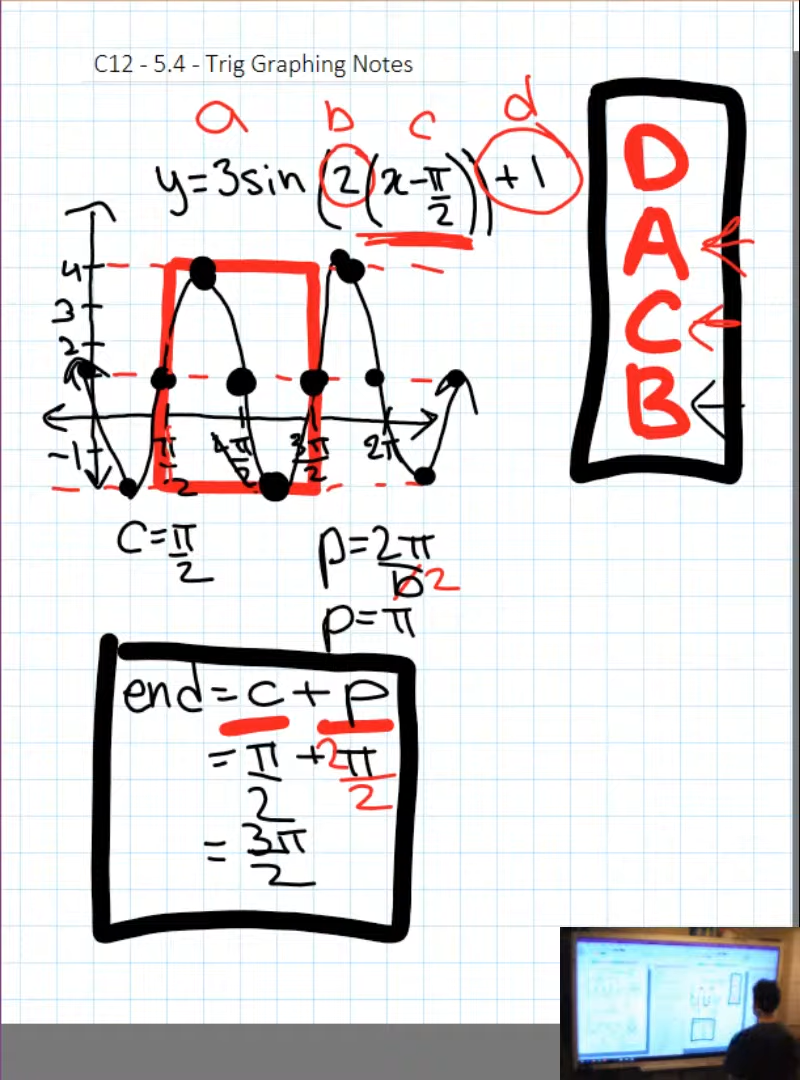 C12 - 5.4 - Trig Graphing Notes
a b c d
y=3sin(2(x-π/2))+1
D
A
C
B
4
3
2
-1
π/2 3π/2 2π
c=π/2
p=2π/b 2
p=π
end=c+p
=π/2+2π/2
=3π/2